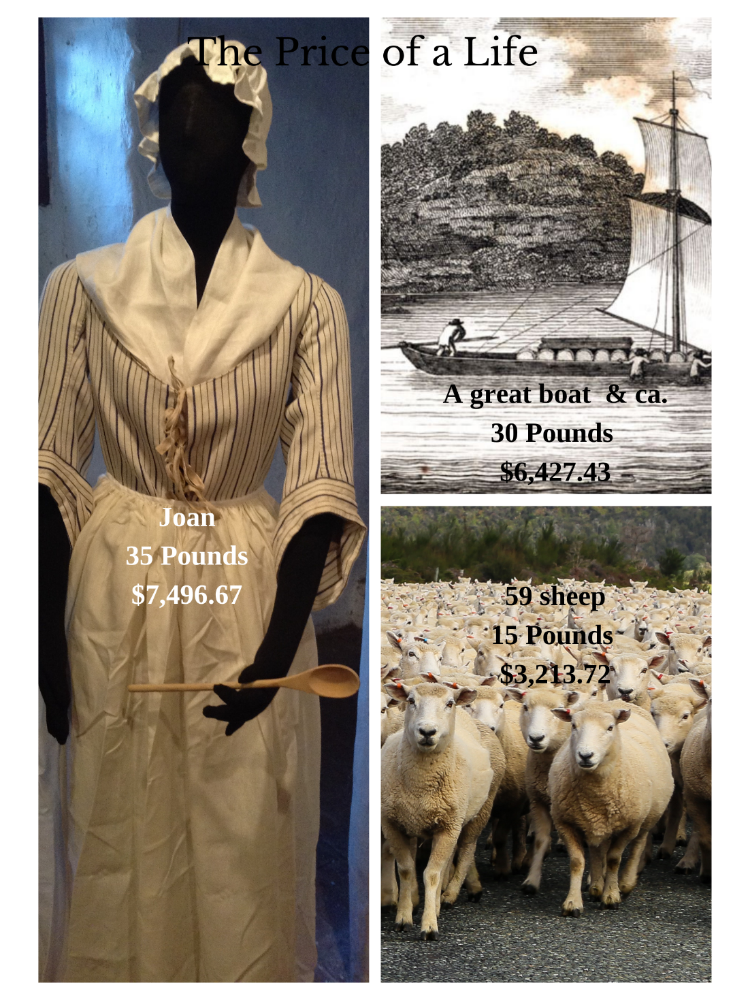 The Price of a Life
Joan
35 Pounds
$7,496.67
A great boat & ca.
30 Pounds
$6,427.43
59 sheep
15 Pounds
$3,213.72